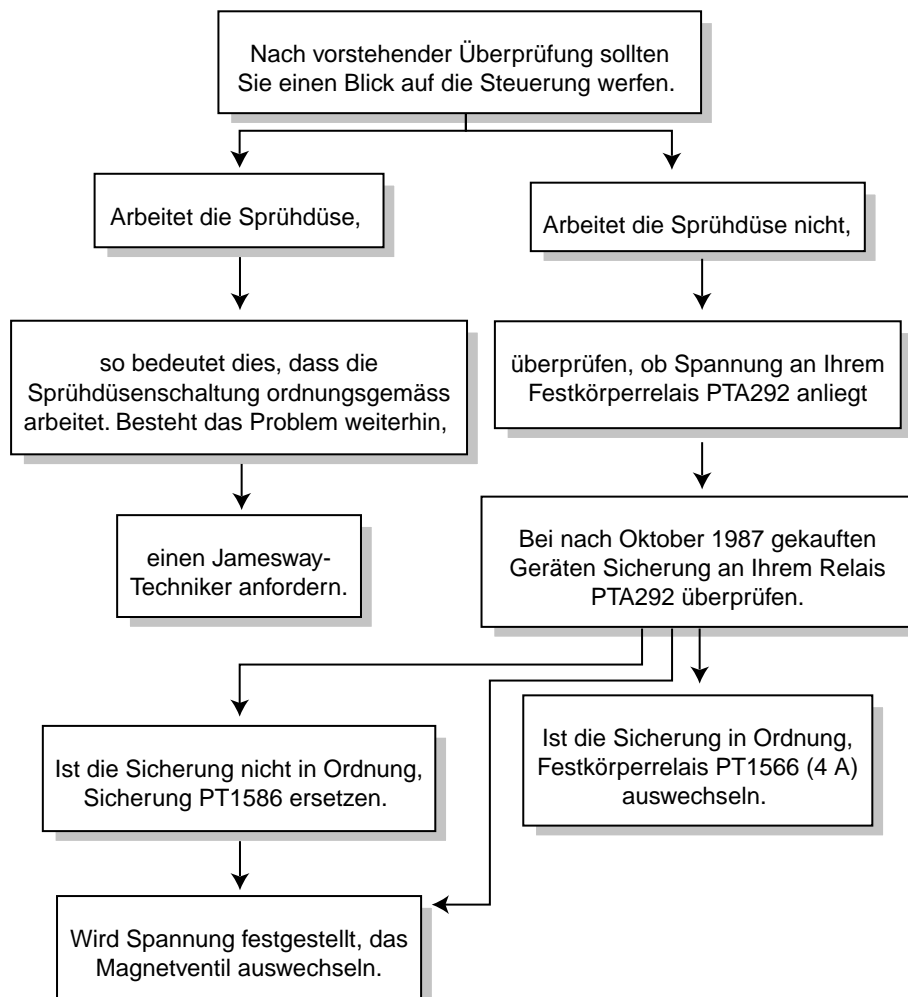 Nach vorstehender Überprüfung sollten
Sie einen Blick auf die Steuerung werfen.
Arbeitet die Sprühdüse,
Arbeitet die Sprühdüse nicht,
so bedeutet dies, dass die
Sprühdüsenschaltung ordnungsgemäss
arbeitet. Besteht das Problem weiterhin,
überprüfen, ob Spannung an Ihrem
Festkörperrelais PTA292 anliegt
einen Jamesway-
Techniker anfordern.
Bei nach Oktober 1987 gekauften
Geräten Sicherung an Ihrem Relais
PTA292 überprüfen.
Ist die Sicherung nicht in Ordnung,
Sicherung PT1586 ersetzen.
Ist die Sicherung in Ordnung,
Festkörperrelais PT1566 (4 A)
auswechseln.
Wird Spannung festgestellt, das
Magnetventil auswechseln.